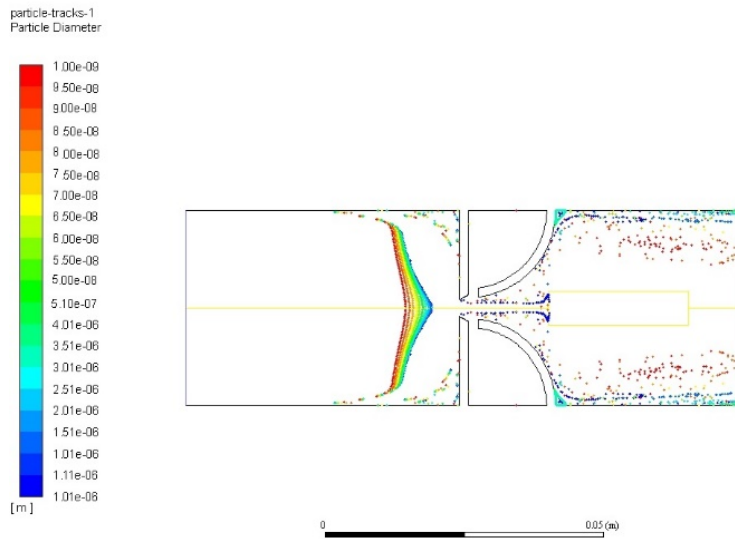 particle-tracks-1
Particle Diameter
1.00e-09
9.50e-08
9.00e-08
8.50e-08
8.00e-08
7.50e-08
7.00e-08
6.50e-08
6.00e-08
5.50e-08
5.00e-08
5.10e-07
4.01e-06
3.51e-06
3.01e-06
2.51e-06
2.01e-06
1.51e-06
1.01e-06
1.11e-06
1.01e-06
[m]
0
0.05 (m)